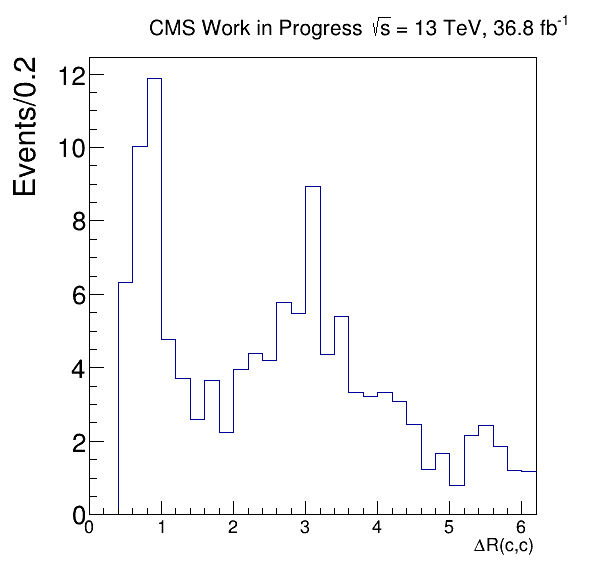 CMS Work in Progress √s = 13 TeV, 36.8 fb⁻¹
Events/0.2
12
10
8
6
4
2
0
0 1 2 3 4 5 6
ΔR(c,c)